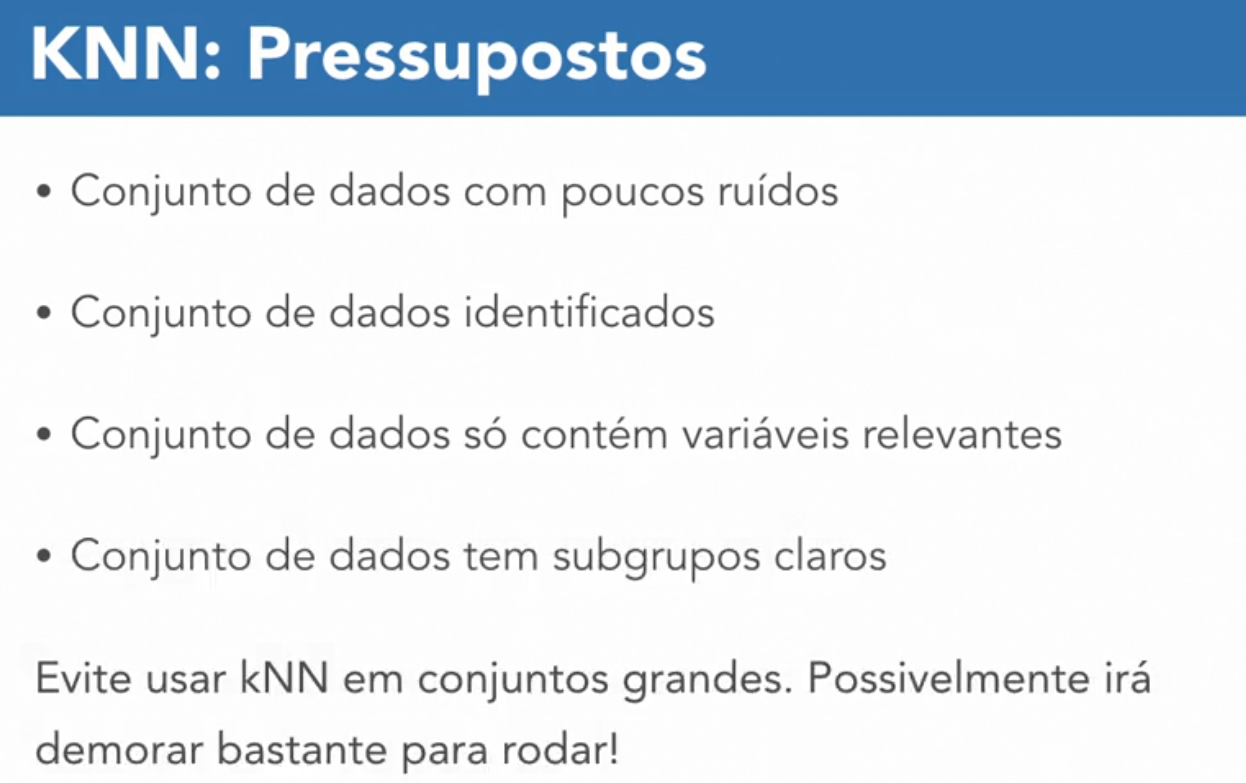 KNN: Pressupostos
• Conjunto de dados com poucos ruídos
• Conjunto de dados identificados
• Conjunto de dados só contém variáveis relevantes
• Conjunto de dados tem subgrupos claros
Evite usar kNN em conjuntos grandes. Possivelmente irá
demorar bastante para rodar!